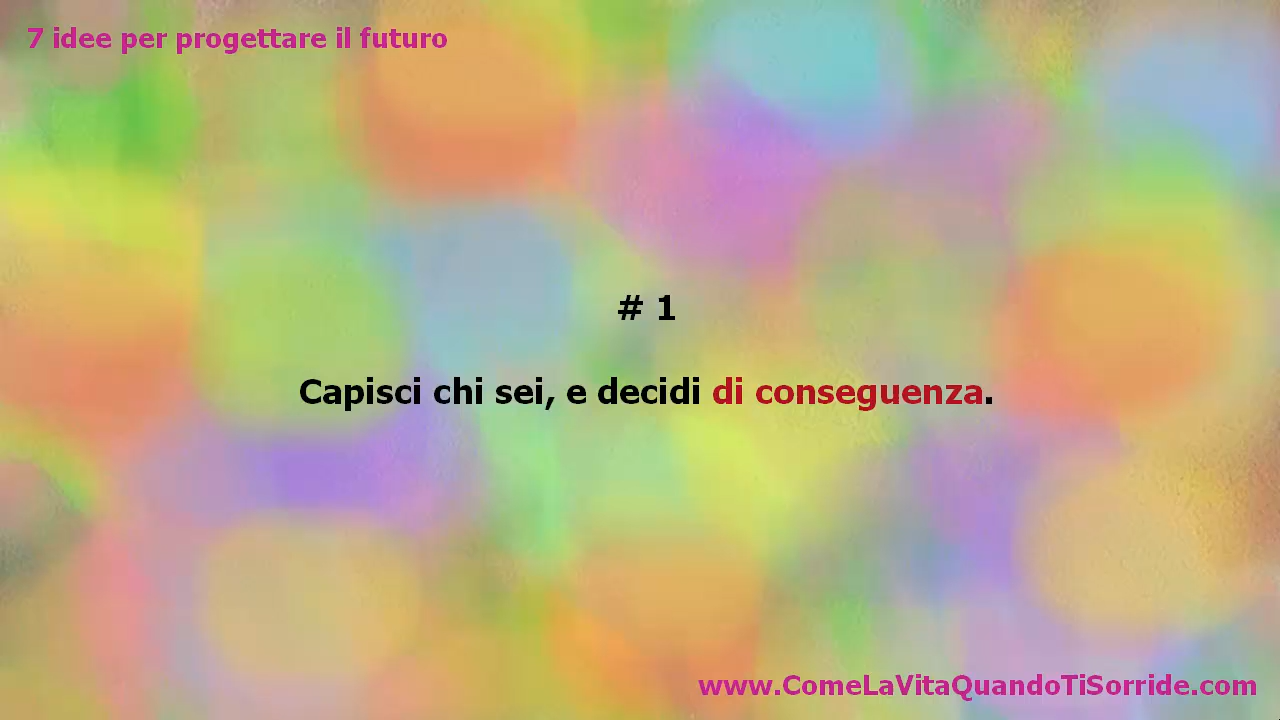 7 idee per progettare il futuro
# 1
Capisci chi sei, e decidi di conseguenza.
www.ComeLaVitaQuandoTiSorride.com